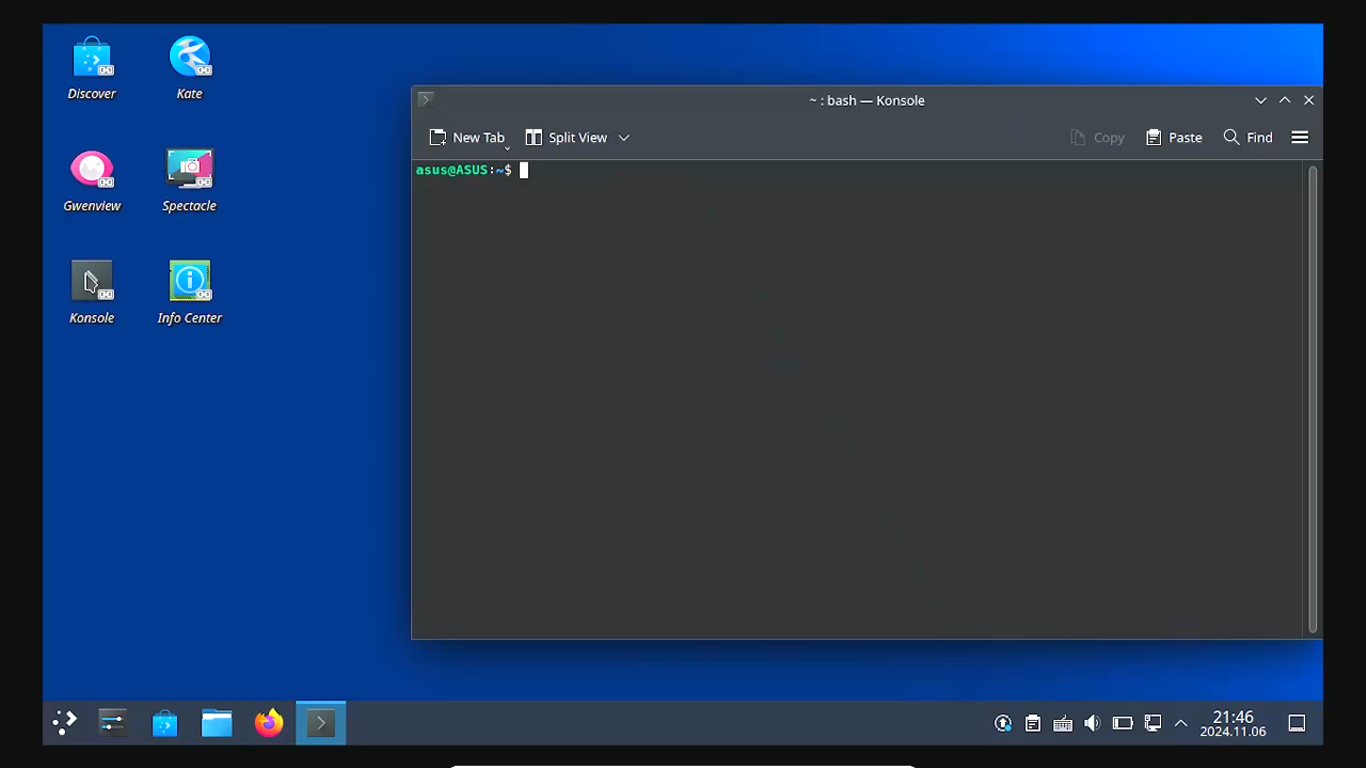 Discover
Kate
Gwenview
Spectacle
Konsole
Info Center
~ : bash — Konsole
New Tab
Split View
Copy
Paste
Find
asus@ASUS:~$
21:46
2024.11.06